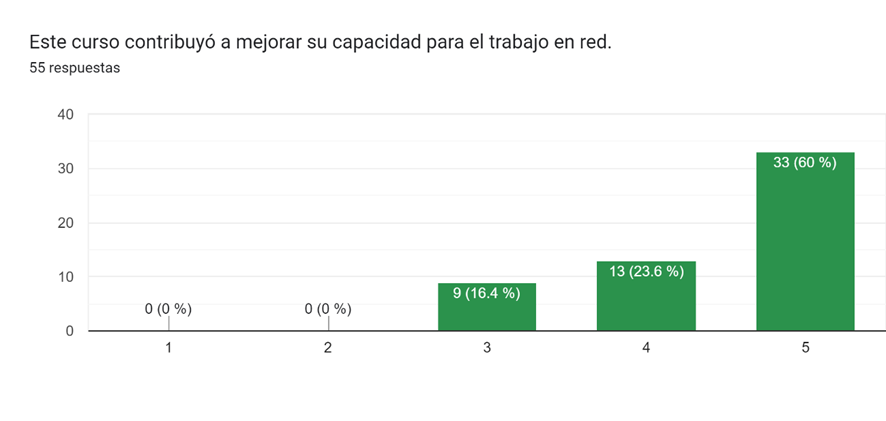 Este curso contribuyó a mejorar su capacidad para el trabajo en red.
55 respuestas
40
30
20
10
0
0 (0 %)
0 (0 %)
9 (16.4 %)
13 (23.6 %)
33 (60 %)
1 2 3 4 5